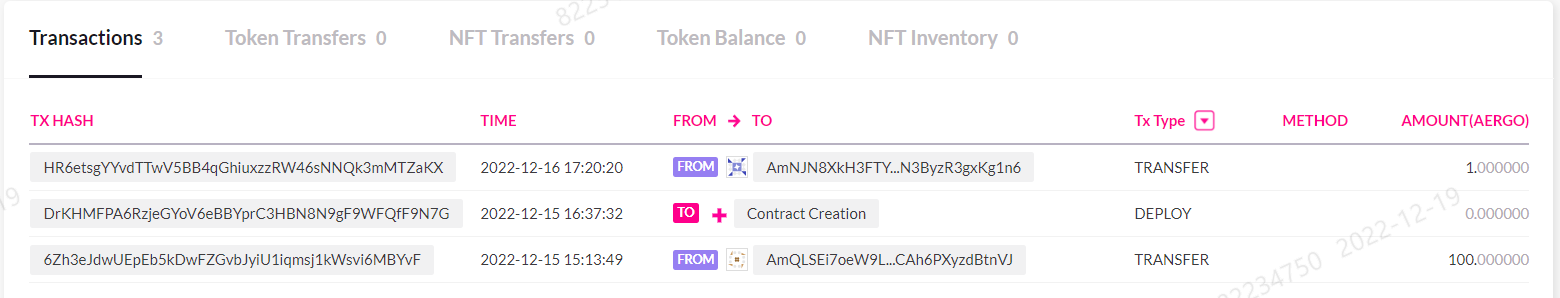 Transactions 3 Token Transfers 0 NFT Transfers 0 Token Balance 0 NFT Inventory 0
TX HASH TIME FROM → TO Tx Type METHOD AMOUNT(AERGO)
HR6etsgYYvdTTwV5BB4qGhiuxzzRW46sNNQk3mMTZaKX 2022-12-16 17:20:20 FROM AmNJN8XkH3FTY...N3ByzR3gxKg1n6 TRANSFER 1.000000
DrKHMFPA6RzjeGYoV6eBBYprC3HBN8N9gF9WFQfF9N7G 2022-12-15 16:37:32 TO + Contract Creation DEPLOY 0.000000
6Zh3eJdwUEpEb5kDwFZGvbJyiU1iqmsj1kWsvi6MBYvF 2022-12-15 15:13:49 FROM AmQLSEi7oeW9L...CAh6PXyzdBtnVJ TRANSFER 100.000000
2022-12-19